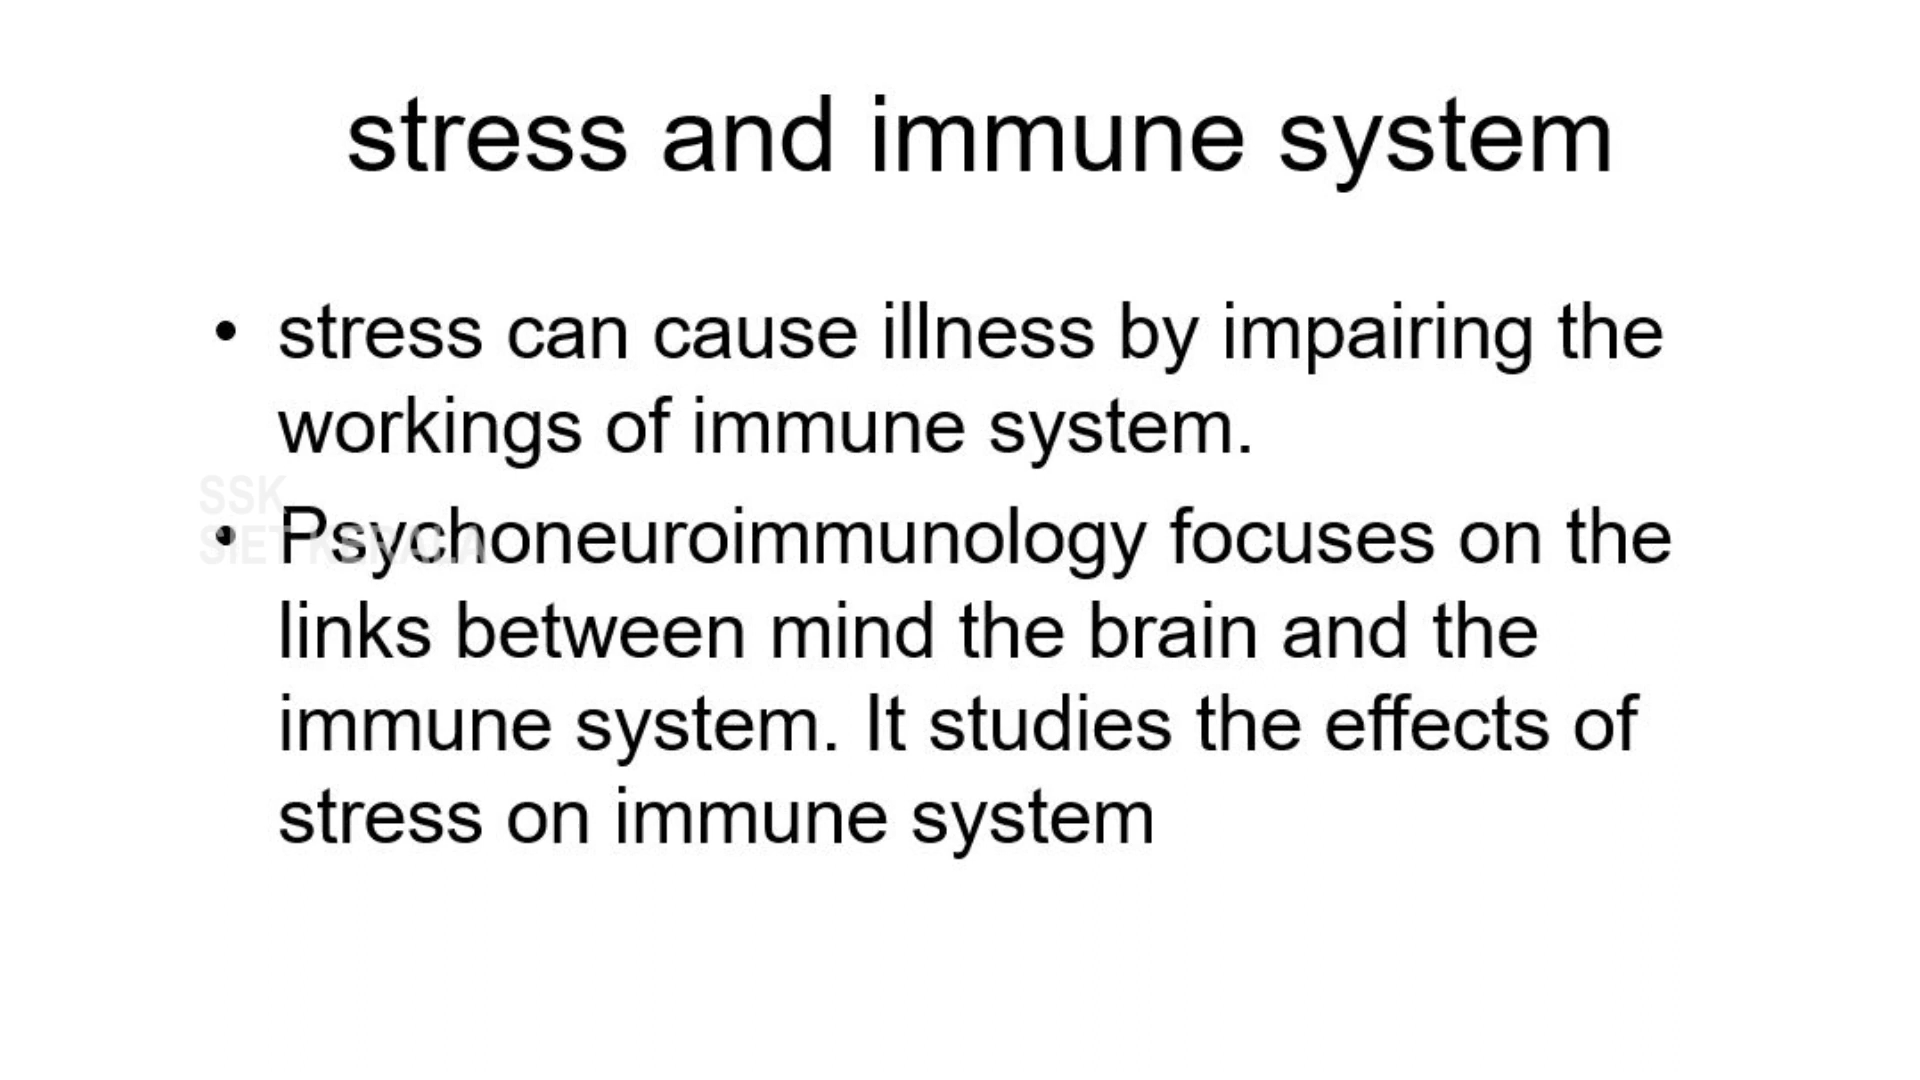 stress and immune system
• stress can cause illness by impairing the
workings of immune system.
SSK
SIET KERALA
• Psychoneuroimmunology focuses on the
links between mind the brain and the
immune system. It studies the effects of
stress on immune system